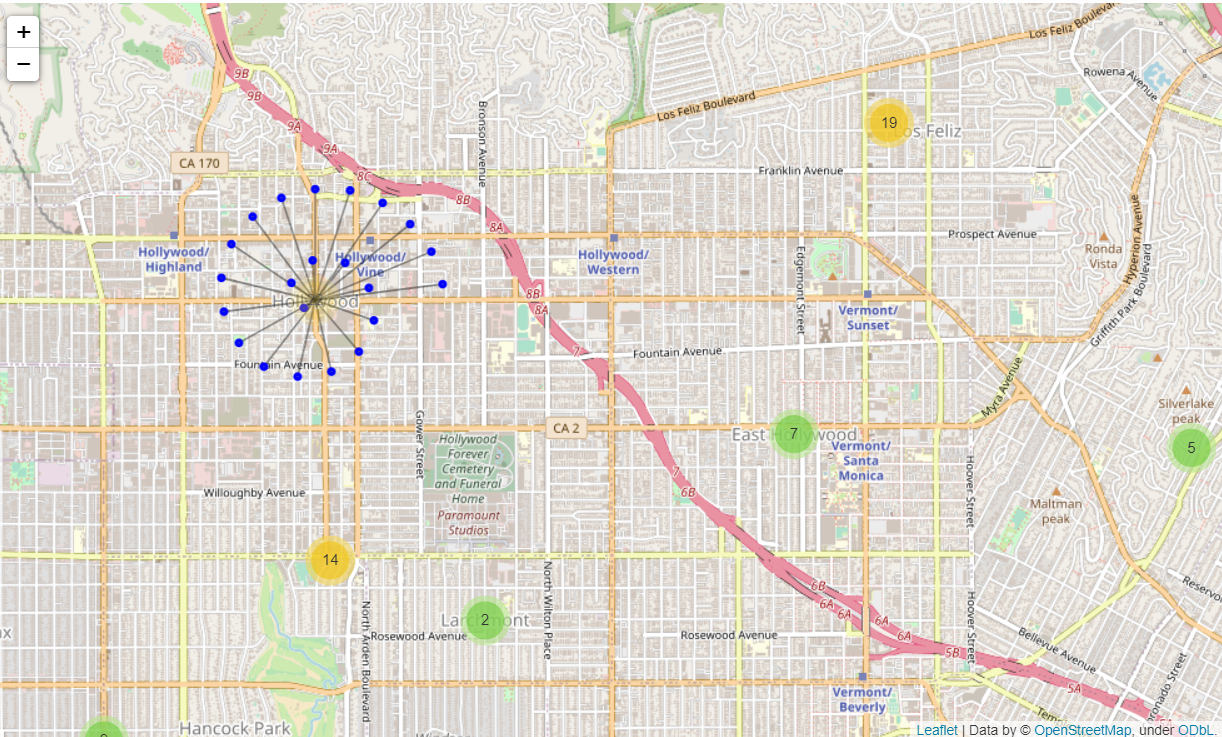 +
−
Los Feliz Boulevard
Rowena Avenue
9B
9B
9A
9A
8C
8B
8A
8B
8A
7
7
6B
6B
6A
6A
6A
6A
5B
5A
Bronson Avenue
Los Feliz Boulevard
19
Los Feliz
CA 170
Franklin Avenue
Hollywood/
Highland
Hollywood/
Vine
Hollywood/
Western
Prospect Avenue
Edgemont Street
Ronda
Vista
Hyperion Avenue
Griffith Park Boulevard
Hollywood
Vermont/
Sunset
Fountain Avenue
Fountain Avenue
Myra Avenue
Silverlake
peak
Gower Street
CA 2
7
East Hollywood
5
Hollywood
Forever
Cemetery
and Funeral
Home
Paramount
Studios
Vermont/
Santa
Monica
Hoover Street
Willoughby Avenue
Maltman
peak
14
North Wilton Place
Reservo
2
Larchmont
Rosewood Avenue
Rosewood Avenue
North Arden Boulevard
Hoover Street
Bellevue Avenue
Vermont/
Beverly
Hancock Park
Leaflet | Data by © OpenStreetMap, under ODbL.